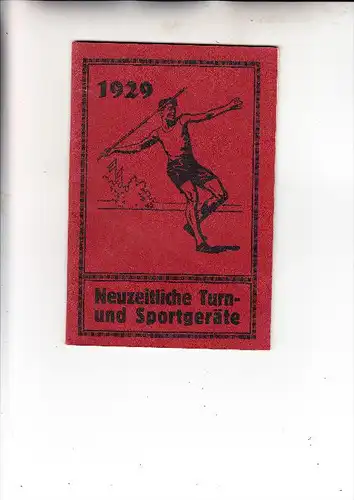 1929
Neuzeitliche Turn-
und Sportgeräte